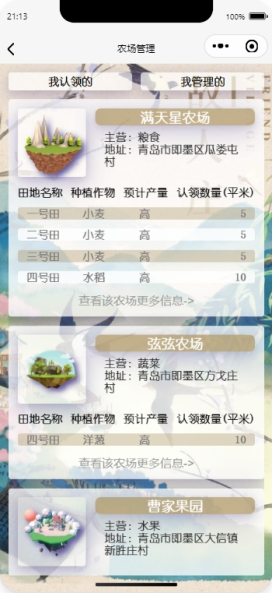 21:13
100%
农场管理
我认领的 我管理的
满天星农场
主营：粮食
地址：青岛市即墨区瓜蒌屯
村
田地名称 种植作物 预计产量 认领数量(平米)
一号田 小麦 高 5
二号田 小麦 高 5
三号田 小麦 高 5
四号田 水稻 高 10
查看该农场更多信息->
弦弦农场
主营：蔬菜
地址：青岛市即墨区方戈庄
村
田地名称 种植作物 预计产量 认领数量(平米)
四号田 洋葱 高 10
查看该农场更多信息->
曹家果园
主营：水果
地址：青岛市即墨区大信镇
新胜庄村